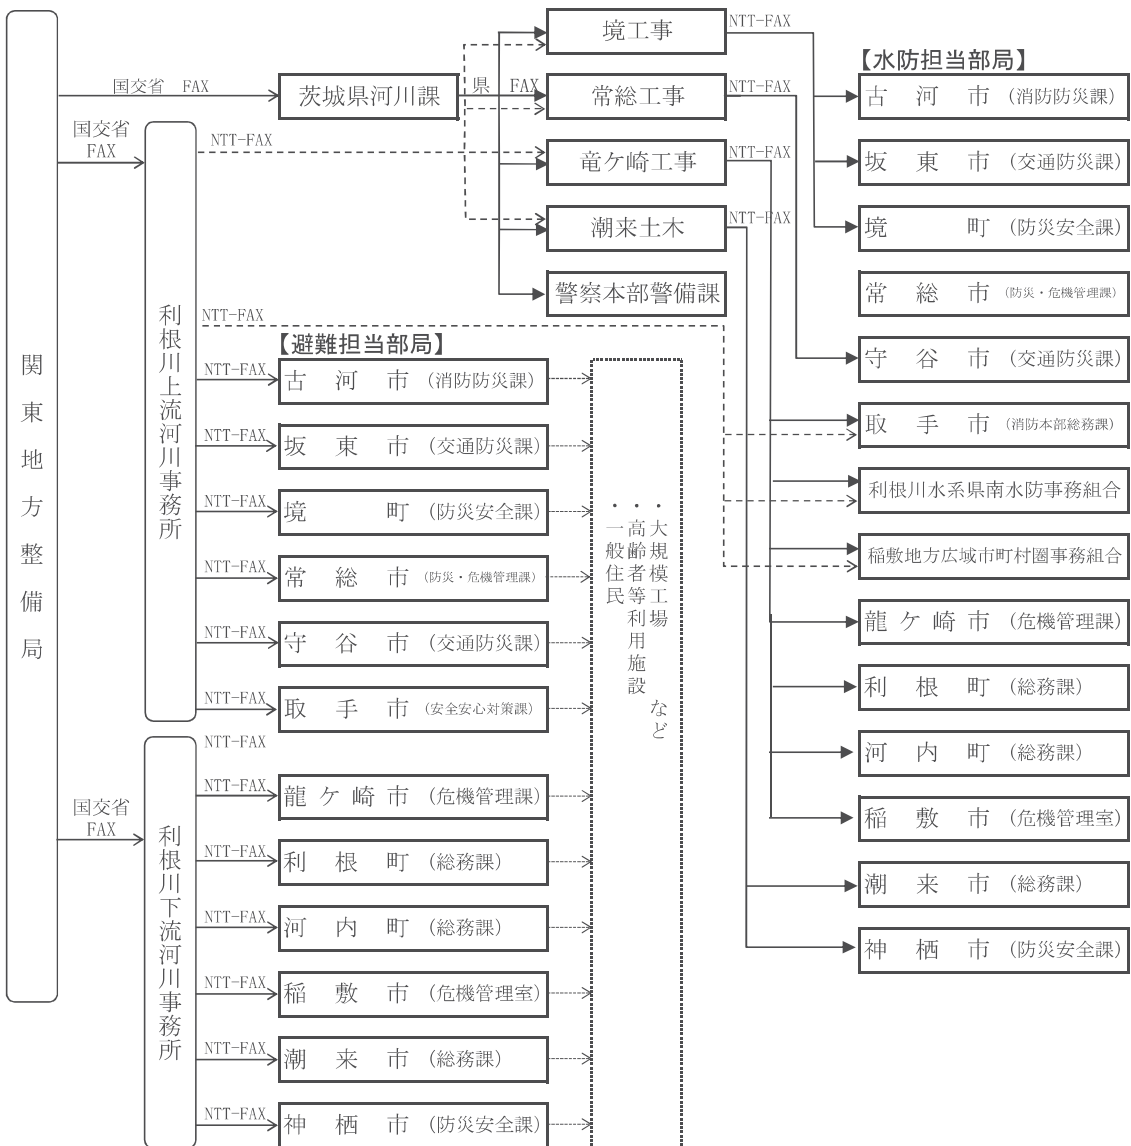 関東地方整備局
国交省 FAX
国交省
FAX
利根川上流河川事務所
国交省
FAX
利根川下流河川事務所
茨城県河川課
県 FAX
NTT-FAX
NTT-FAX
境工事
NTT-FAX
常総工事
NTT-FAX
竜ケ崎工事
NTT-FAX
潮来土木
NTT-FAX
警察本部警備課
【避難担当部局】
NTT-FAX
古河市（消防防災課）
NTT-FAX
坂東市（交通防災課）
NTT-FAX
境町（防災安全課）
NTT-FAX
常総市（防災・危機管理課）
NTT-FAX
守谷市（交通防災課）
NTT-FAX
取手市（安全安心対策課）
NTT-FAX
NTT-FAX
龍ケ崎市（危機管理課）
NTT-FAX
利根町（総務課）
NTT-FAX
河内町（総務課）
NTT-FAX
稲敷市（危機管理室）
NTT-FAX
潮来市（総務課）
NTT-FAX
神栖市（防災安全課）
・大規模工場 など
・高齢者等利用施設
・一般住民
【水防担当部局】
古河市（消防防災課）
坂東市（交通防災課）
境町（防災安全課）
常総市（防災・危機管理課）
守谷市（交通防災課）
取手市（消防本部総務課）
利根川水系県南水防事務組合
稲敷地方広域市町村圏事務組合
龍ケ崎市（危機管理課）
利根町（総務課）
河内町（総務課）
稲敷市（危機管理室）
潮来市（総務課）
神栖市（防災安全課）